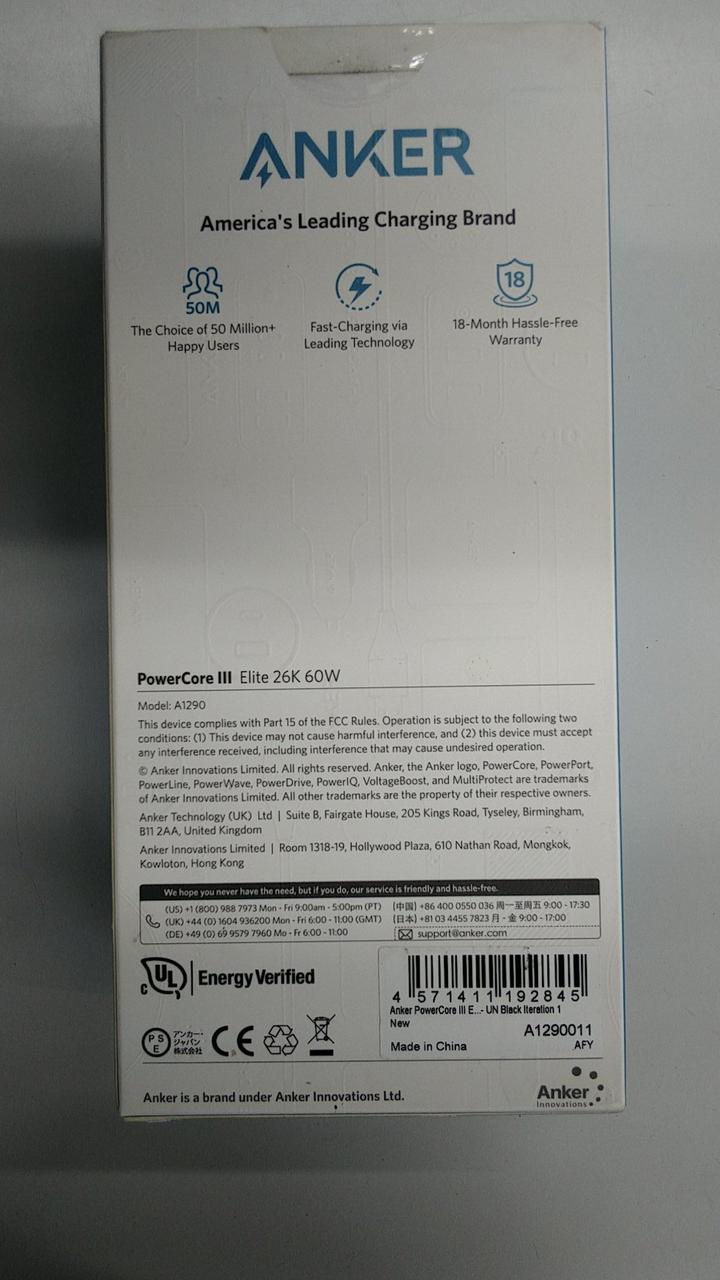 ANKER
America's Leading Charging Brand
50M
The Choice of 50 Million+
Happy Users
Fast-Charging via
Leading Technology
18
18-Month Hassle-Free
Warranty
PowerCore III Elite 26K 60W
Model: A1290
This device complies with Part 15 of the FCC Rules. Operation is subject to the following two
conditions: (1) This device may not cause harmful interference, and (2) this device must accept
any interference received, including interference that may cause undesired operation.
© Anker Innovations Limited. All rights reserved. Anker, the Anker logo, PowerCore, PowerPort,
PowerLine, PowerWave, PowerDrive, PowerIQ, VoltageBoost, and MultiProtect are trademarks
of Anker Innovations Limited. All other trademarks are the property of their respective owners.
Anker Technology (UK) Ltd | Suite B, Fairgate House, 205 Kings Road, Tyseley, Birmingham,
B11 2AA, United Kingdom
Anker Innovations Limited | Room 1318-19, Hollywood Plaza, 610 Nathan Road, Mongkok,
Kowloton, Hong Kong
We hope you never have the need, but if you do, our service is friendly and hassle-free.
(US) +1 (800) 988 7973 Mon - Fri 9:00am - 5:00pm (PT)
(UK) +44 (0) 1604 936200 Mon - Fri 6:00 - 11:00 (GMT)
(DE) +49 (0) 69 9579 7960 Mo - Fr 6:00 - 11:00
(中国) +86 400 0550 036 周一至周五 9:00 - 17:30
(日本) +81 03 4455 7823 月 - 金 9:00 - 17:00
support@anker.com
C UL Energy Verified
PSE アンカー・
ジャパン
株式会社
CE
4 571411 192845
Anker PowerCore III E...- UN Black Iteration 1
New
A1290011
Made in China
AFY
Anker is a brand under Anker Innovations Ltd.
Anker
Innovations